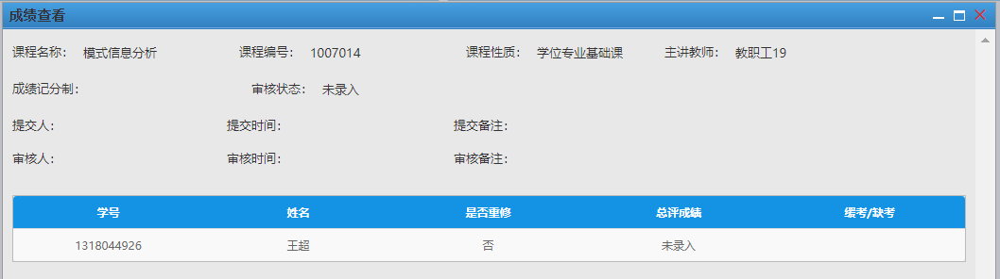 成绩查看
课程名称： 模式信息分析 课程编号： 1007014 课程性质： 学位专业基础课 主讲教师： 教职工19
成绩记分制： 审核状态： 未录入
提交人： 提交时间： 提交备注：
审核人： 审核时间： 审核备注：
学号 姓名 是否重修 总评成绩 缓考/缺考
1318044926 王超 否 未录入